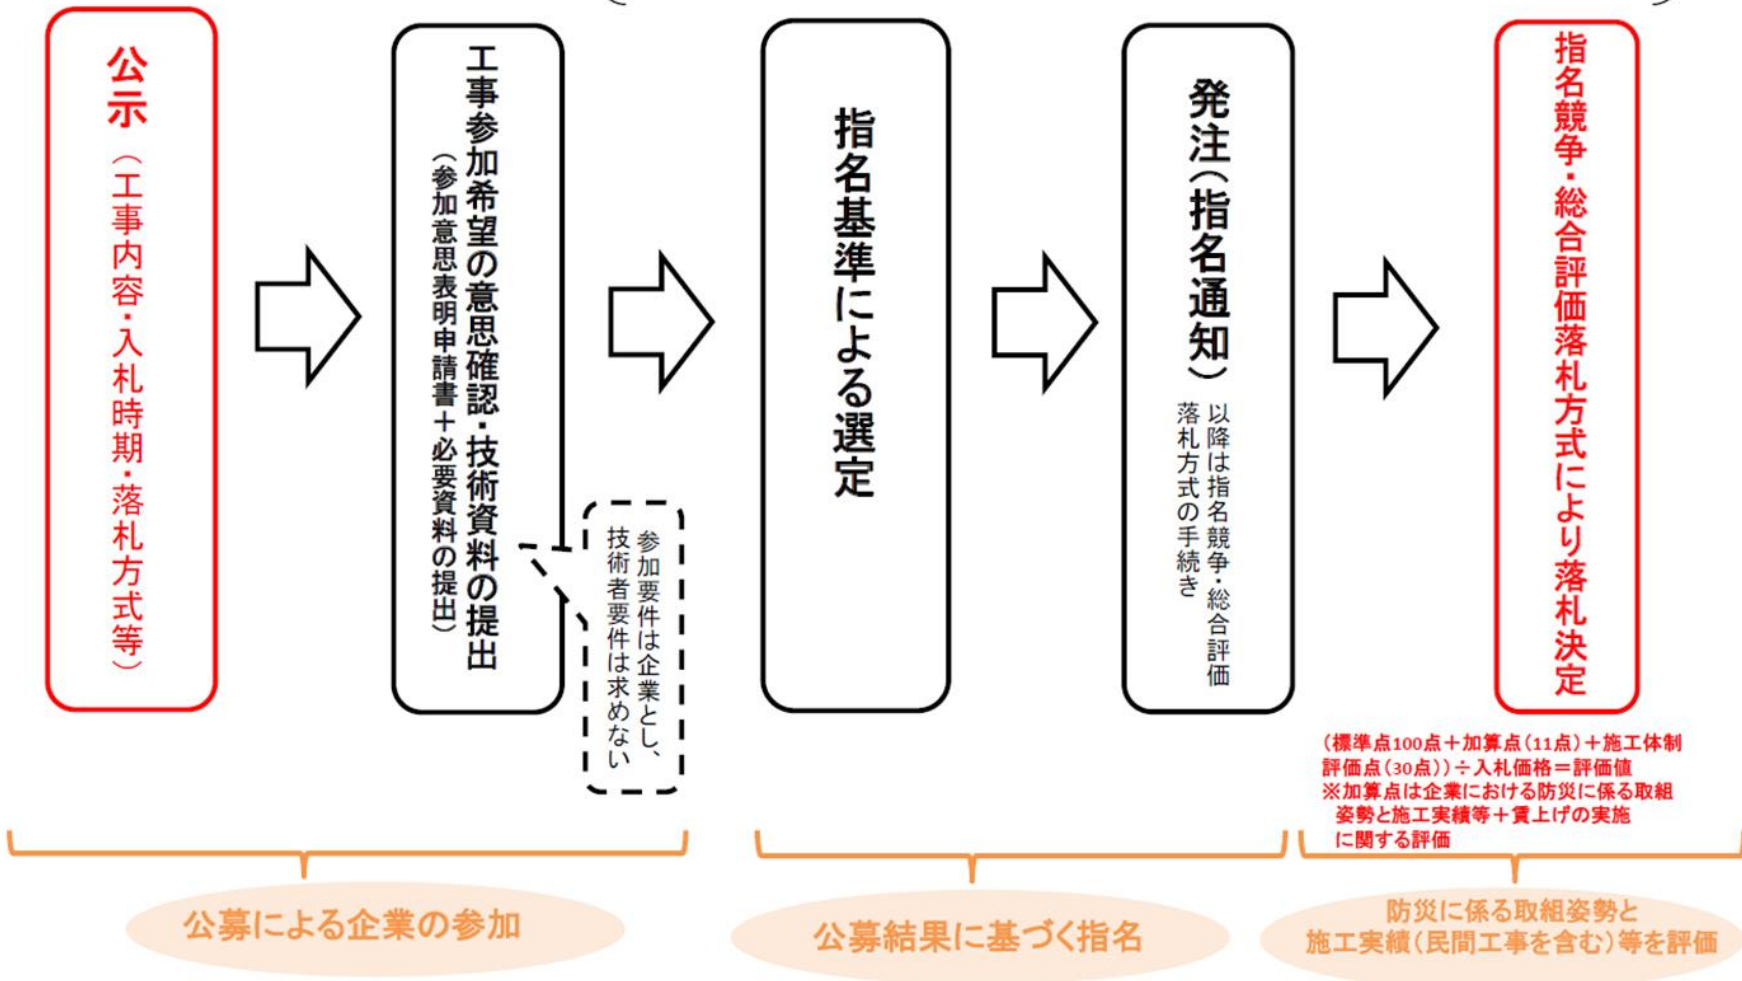 公示（工事内容・入札時期・落札方式等）
工事参加希望の意思確認・技術資料の提出
（参加意思表明申請書＋必要資料の提出）
参加要件は企業とし、
技術者要件は求めない
指名基準による選定
発注（指名通知）
以降は指名競争・総合評価
落札方式の手続き
指名競争・総合評価落札方式により落札決定
（標準点100点＋加算点（11点）＋施工体制
評価点（30点））÷入札価格＝評価値
※加算点は企業における防災に係る取組
姿勢と施工実績等＋賃上げの実施
に関する評価
公募による企業の参加
公募結果に基づく指名
防災に係る取組姿勢と
施工実績（民間工事を含む）等を評価